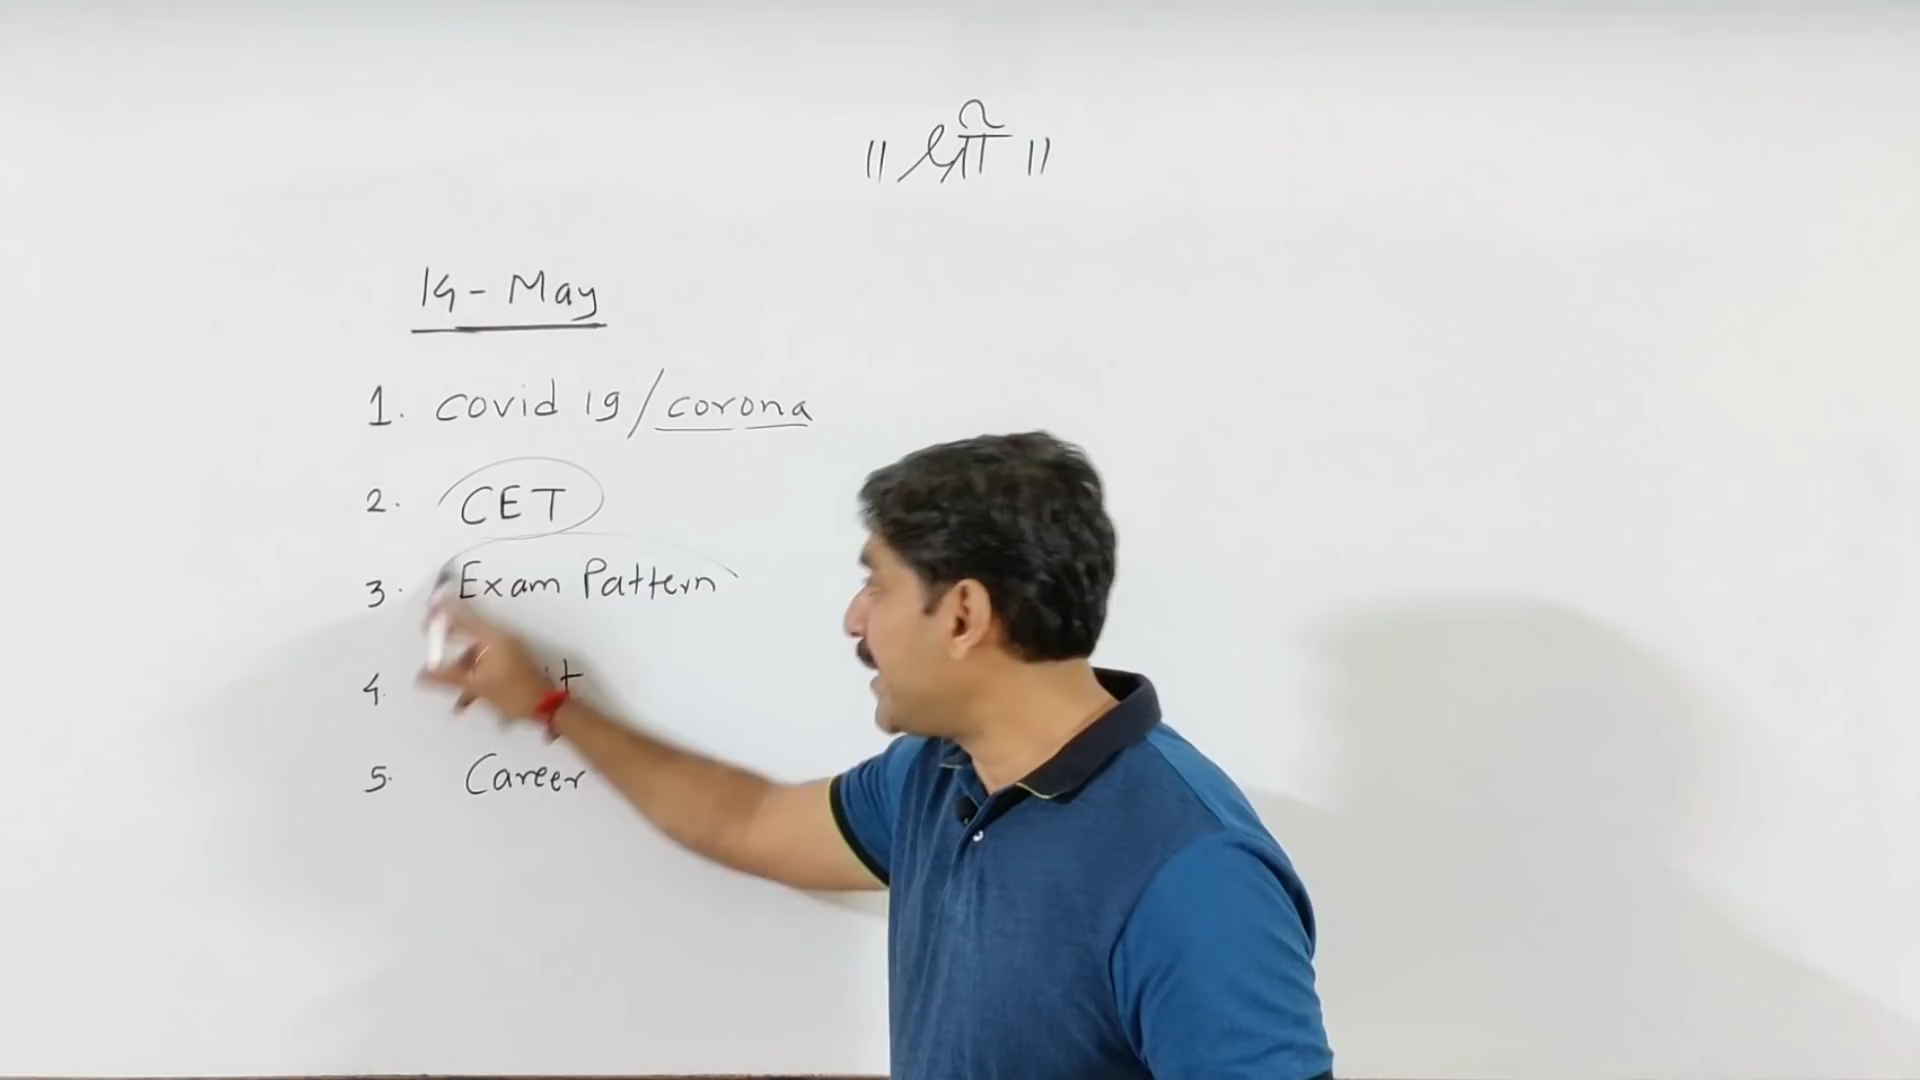 ॥ श्री ॥
14 - May
1. covid 19 / corona
2. CET
3. Exam Pattern
4.
5. Career